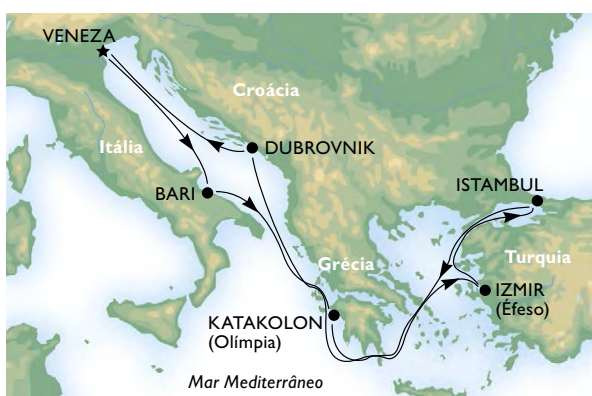 VENEZA
Croácia
Itália
DUBROVNIK
BARI
ISTAMBUL
Grécia
Turquia
IZMIR
(Éfeso)
KATAKOLON
(Olímpia)
Mar Mediterrâneo